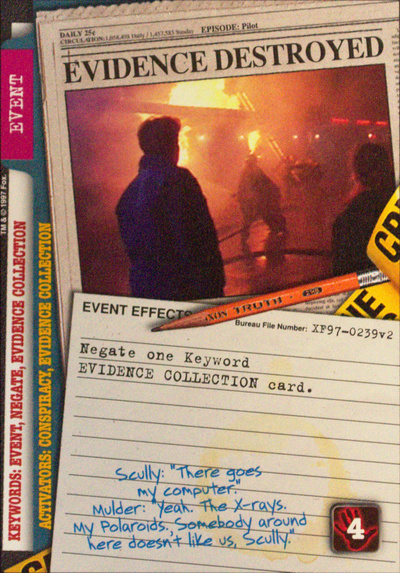 DAILY 25¢
EPISODE: Pilot
EVIDENCE DESTROYED
EVENT
TM & © 1997 Fox.
KEYWORDS: EVENT, NEGATE, EVIDENCE COLLECTION
ACTIVATORS: CONSPIRACY, EVIDENCE COLLECTION
EVENT EFFECTS
TRUTH
Bureau File Number: XF97-0239v2
Negate one Keyword
EVIDENCE COLLECTION card.
Scully: "There goes
my computer."
Mulder: "Yeah. The X-rays.
My Polaroids. Somebody around
here doesn't like us, Scully."
4